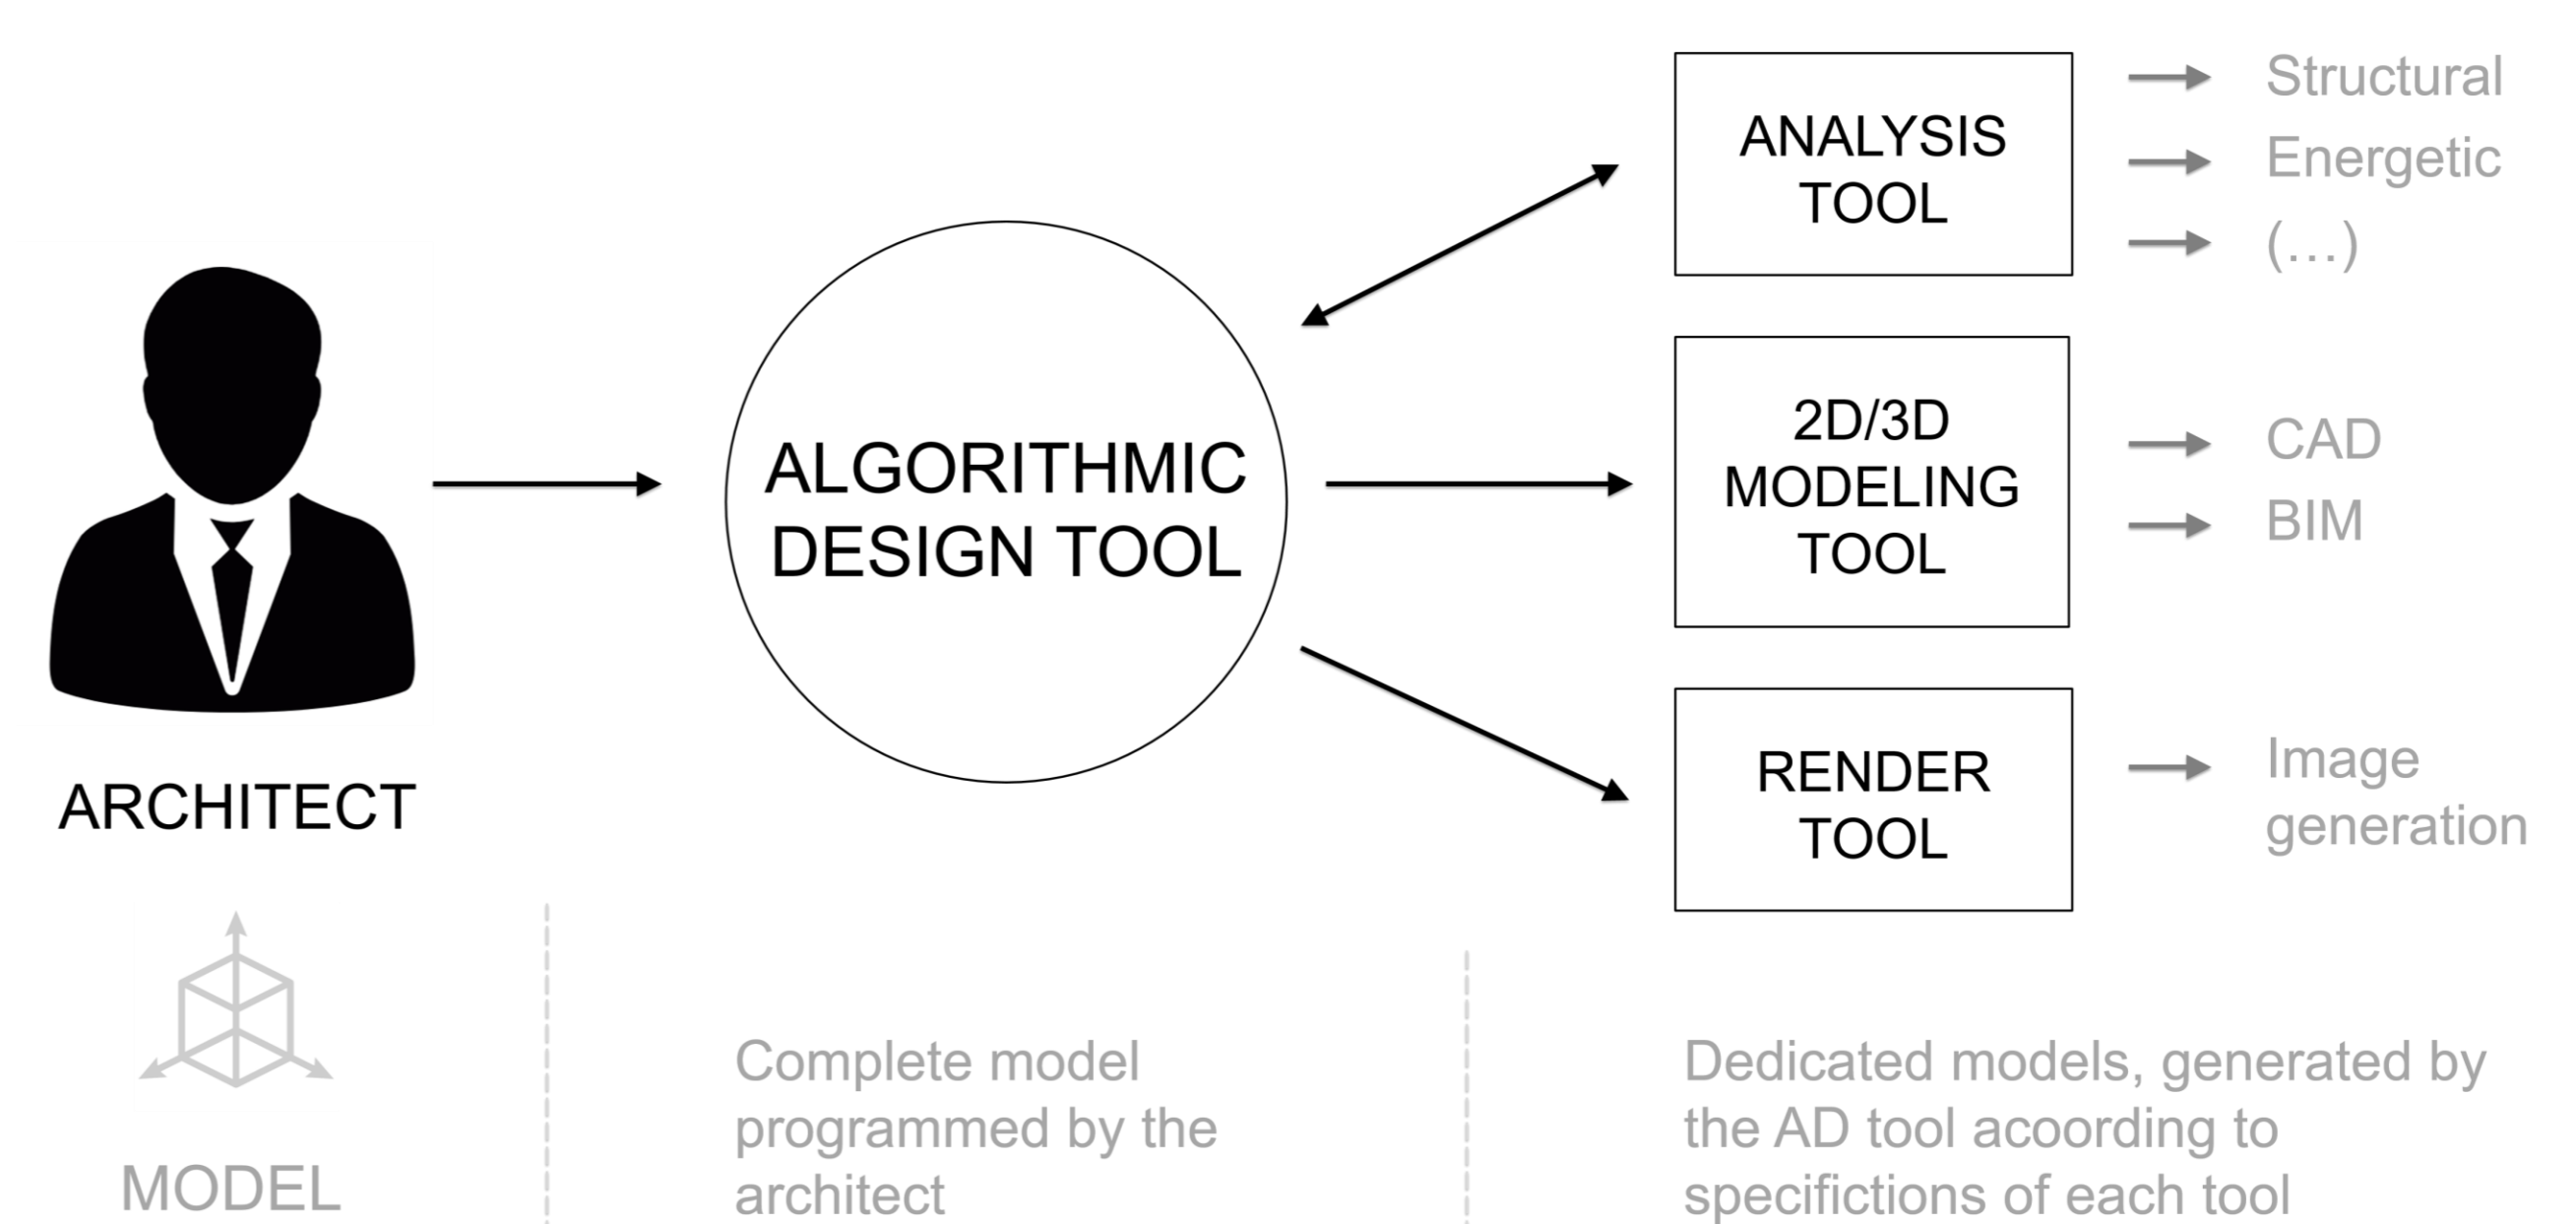 ARCHITECT
ALGORITHMIC
DESIGN TOOL
ANALYSIS
TOOL
Structural
Energetic
(...)
2D/3D
MODELING
TOOL
CAD
BIM
RENDER
TOOL
Image
generation
MODEL
Complete model
programmed by the
architect
Dedicated models, generated by
the AD tool acoording to
specifictions of each tool